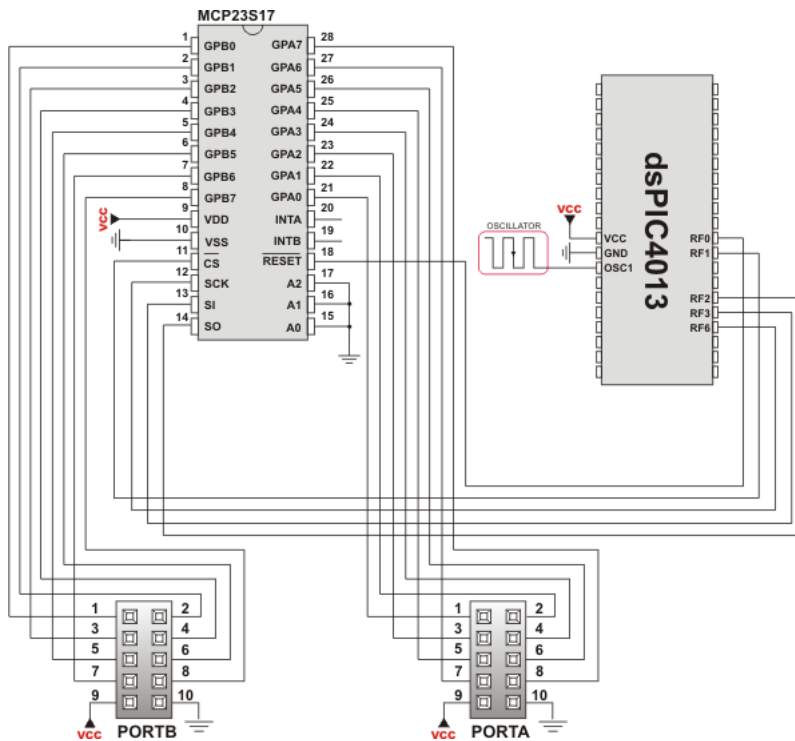 MCP23S17
1 GPB0 GPA7 28
2 GPB1 GPA6 27
3 GPB2 GPA5 26
4 GPB3 GPA4 25
5 GPB4 GPA3 24
6 GPB5 GPA2 23
7 GPB6 GPA1 22
8 GPB7 GPA0 21
vcc 9 VDD INTA 20
10 VSS INTB 19
11 CS RESET 18
12 SCK A2 17
13 SI A1 16
14 SO A0 15
dsPIC4013
OSCILLATOR
vcc
VCC RF0
GND RF1
OSC1
RF2
RF3
RF6
1 2
3 4
5 6
7 8
9 10
vcc PORTB
1 2
3 4
5 6
7 8
9 10
vcc PORTA